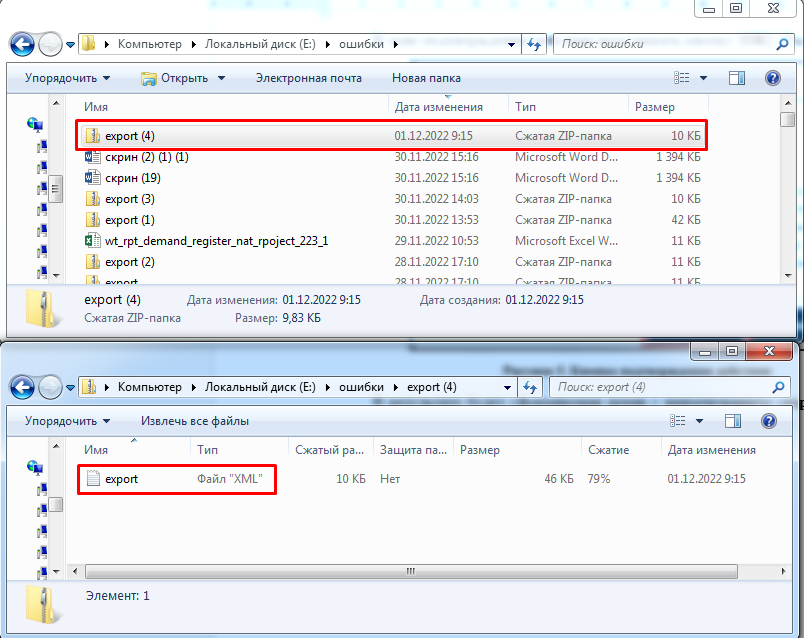 Компьютер Локальный диск (E:) ошибки Поиск: ошибки
Упорядочить Открыть Электронная почта Новая папка
Имя Дата изменения Тип Размер
export (4) 01.12.2022 9:15 Сжатая ZIP-папка 10 КБ
скрин (2) (1) (1) 30.11.2022 15:16 Microsoft Word D... 1 394 КБ
скрин (19) 30.11.2022 15:16 Microsoft Word D... 1 394 КБ
export (3) 30.11.2022 14:03 Сжатая ZIP-папка 10 КБ
export (1) 30.11.2022 13:53 Сжатая ZIP-папка 42 КБ
wt_rpt_demand_register_nat_rpoject_223_1 29.11.2022 10:53 Microsoft Excel W... 11 КБ
export (2) 28.11.2022 17:10 Сжатая ZIP-папка 11 КБ
export 28.11.2022 17:10 Сжатая ZIP-папка 11 КБ
export (4) Дата изменения: 01.12.2022 9:15 Дата создания: 01.12.2022 9:15
Сжатая ZIP-папка Размер: 9,83 КБ
Компьютер Локальный диск (E:) ошибки export (4) Поиск: export (4)
Упорядочить Извлечь все файлы
Имя Тип Сжатый ра... Защита па... Размер Сжатие Дата изменения
export Файл "XML" 10 КБ Нет 46 КБ 79% 01.12.2022 9:15
Элемент: 1